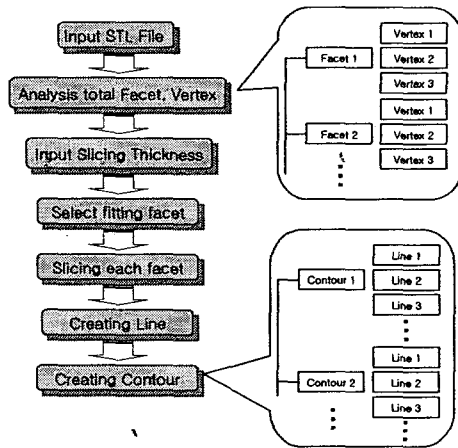 Input STL File
Analysis total Facet, Vertex
Input Slicing Thickness
Select fitting facet
Slicing each facet
Creating Line
Creating Contour
Facet 1
Vertex 1
Vertex 2
Vertex 3
Facet 2
Vertex 1
Vertex 2
Vertex 3
Contour 1
Line 1
Line 2
Line 3
Contour 2
Line 1
Line 2
Line 3